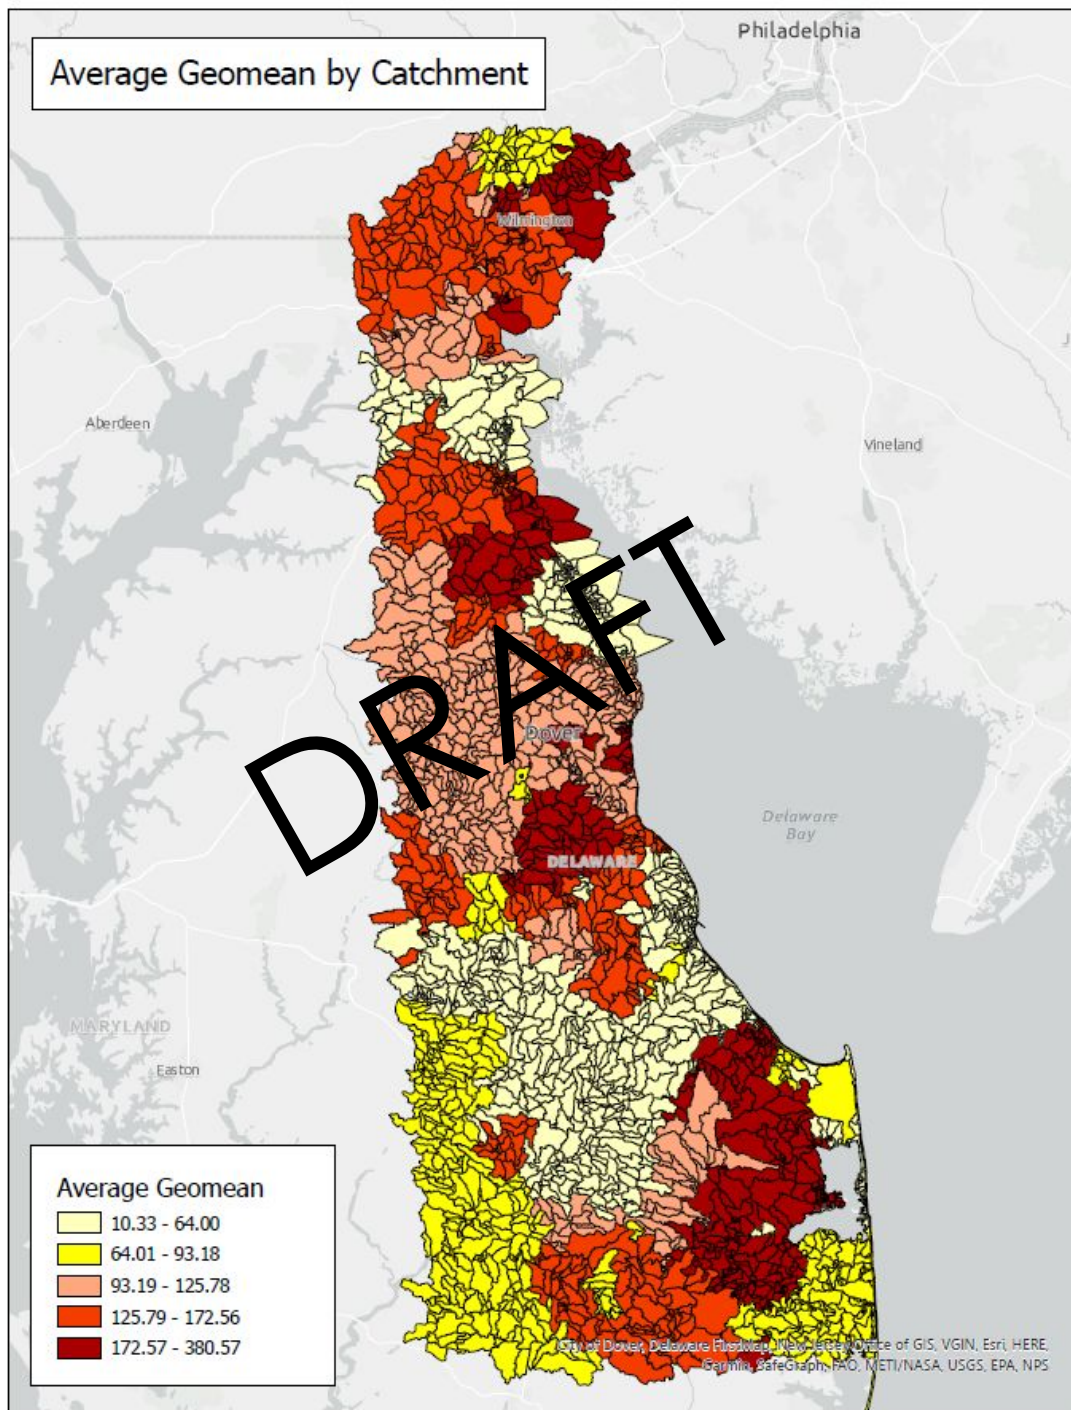 Philadelphia
Average Geomean by Catchment
Wilmington
Aberdeen
Vineland
DRAFT
Dover
Delaware
Bay
DELAWARE
MARYLAND
Easton
Average Geomean
10.33 - 64.00
64.01 - 93.18
93.19 - 125.78
125.79 - 172.56
172.57 - 380.57
City of Dover, Delaware FirstMap, New Jersey Office of GIS, VGIN, Esri, HERE,
Garmin, SafeGraph, FAO, METI/NASA, USGS, EPA, NPS